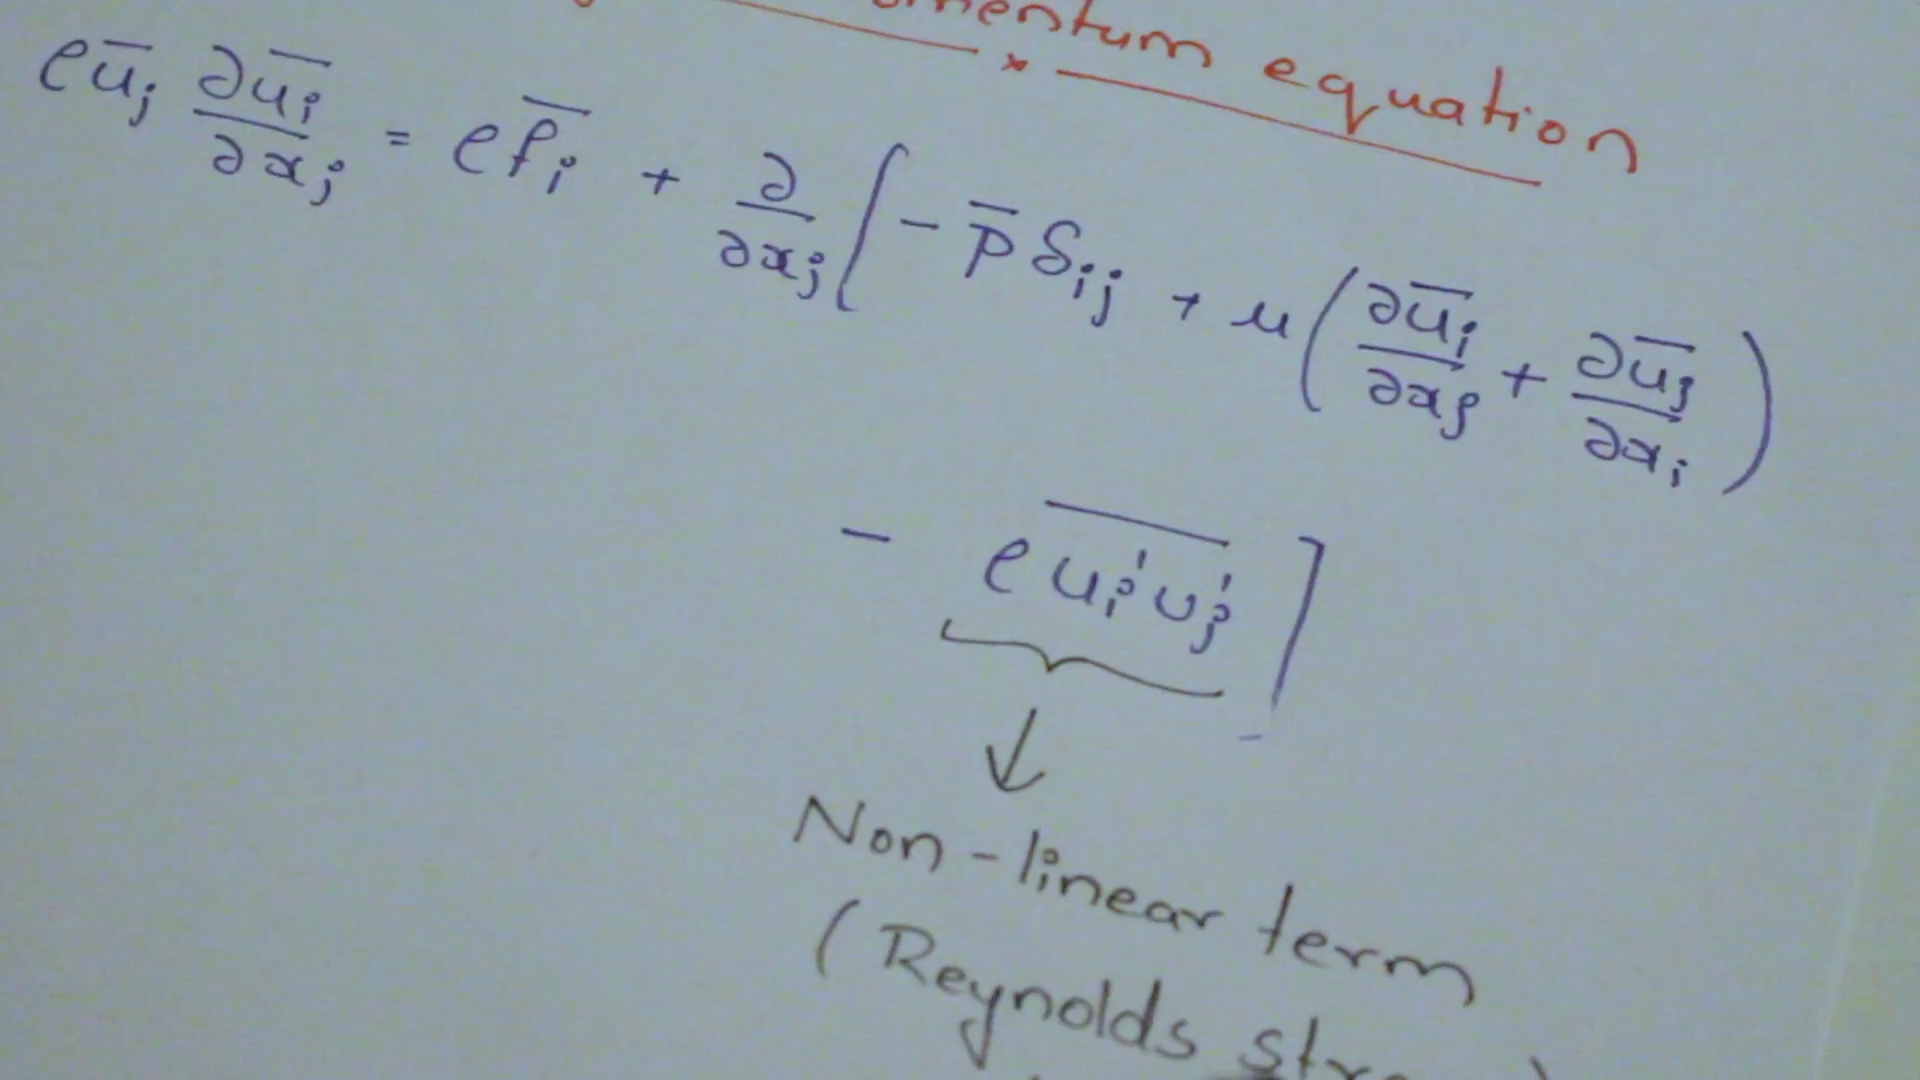 equation
ρū_j ∂ū_i/∂x_j = ρf̄_i + ∂/∂x_j [ - p̄ δ_ij + μ ( ∂ū_i/∂x_j + ∂ū_j/∂x_i )
- ρ \overline{u_i' u_j'} ]
Non-linear term
(Reynolds